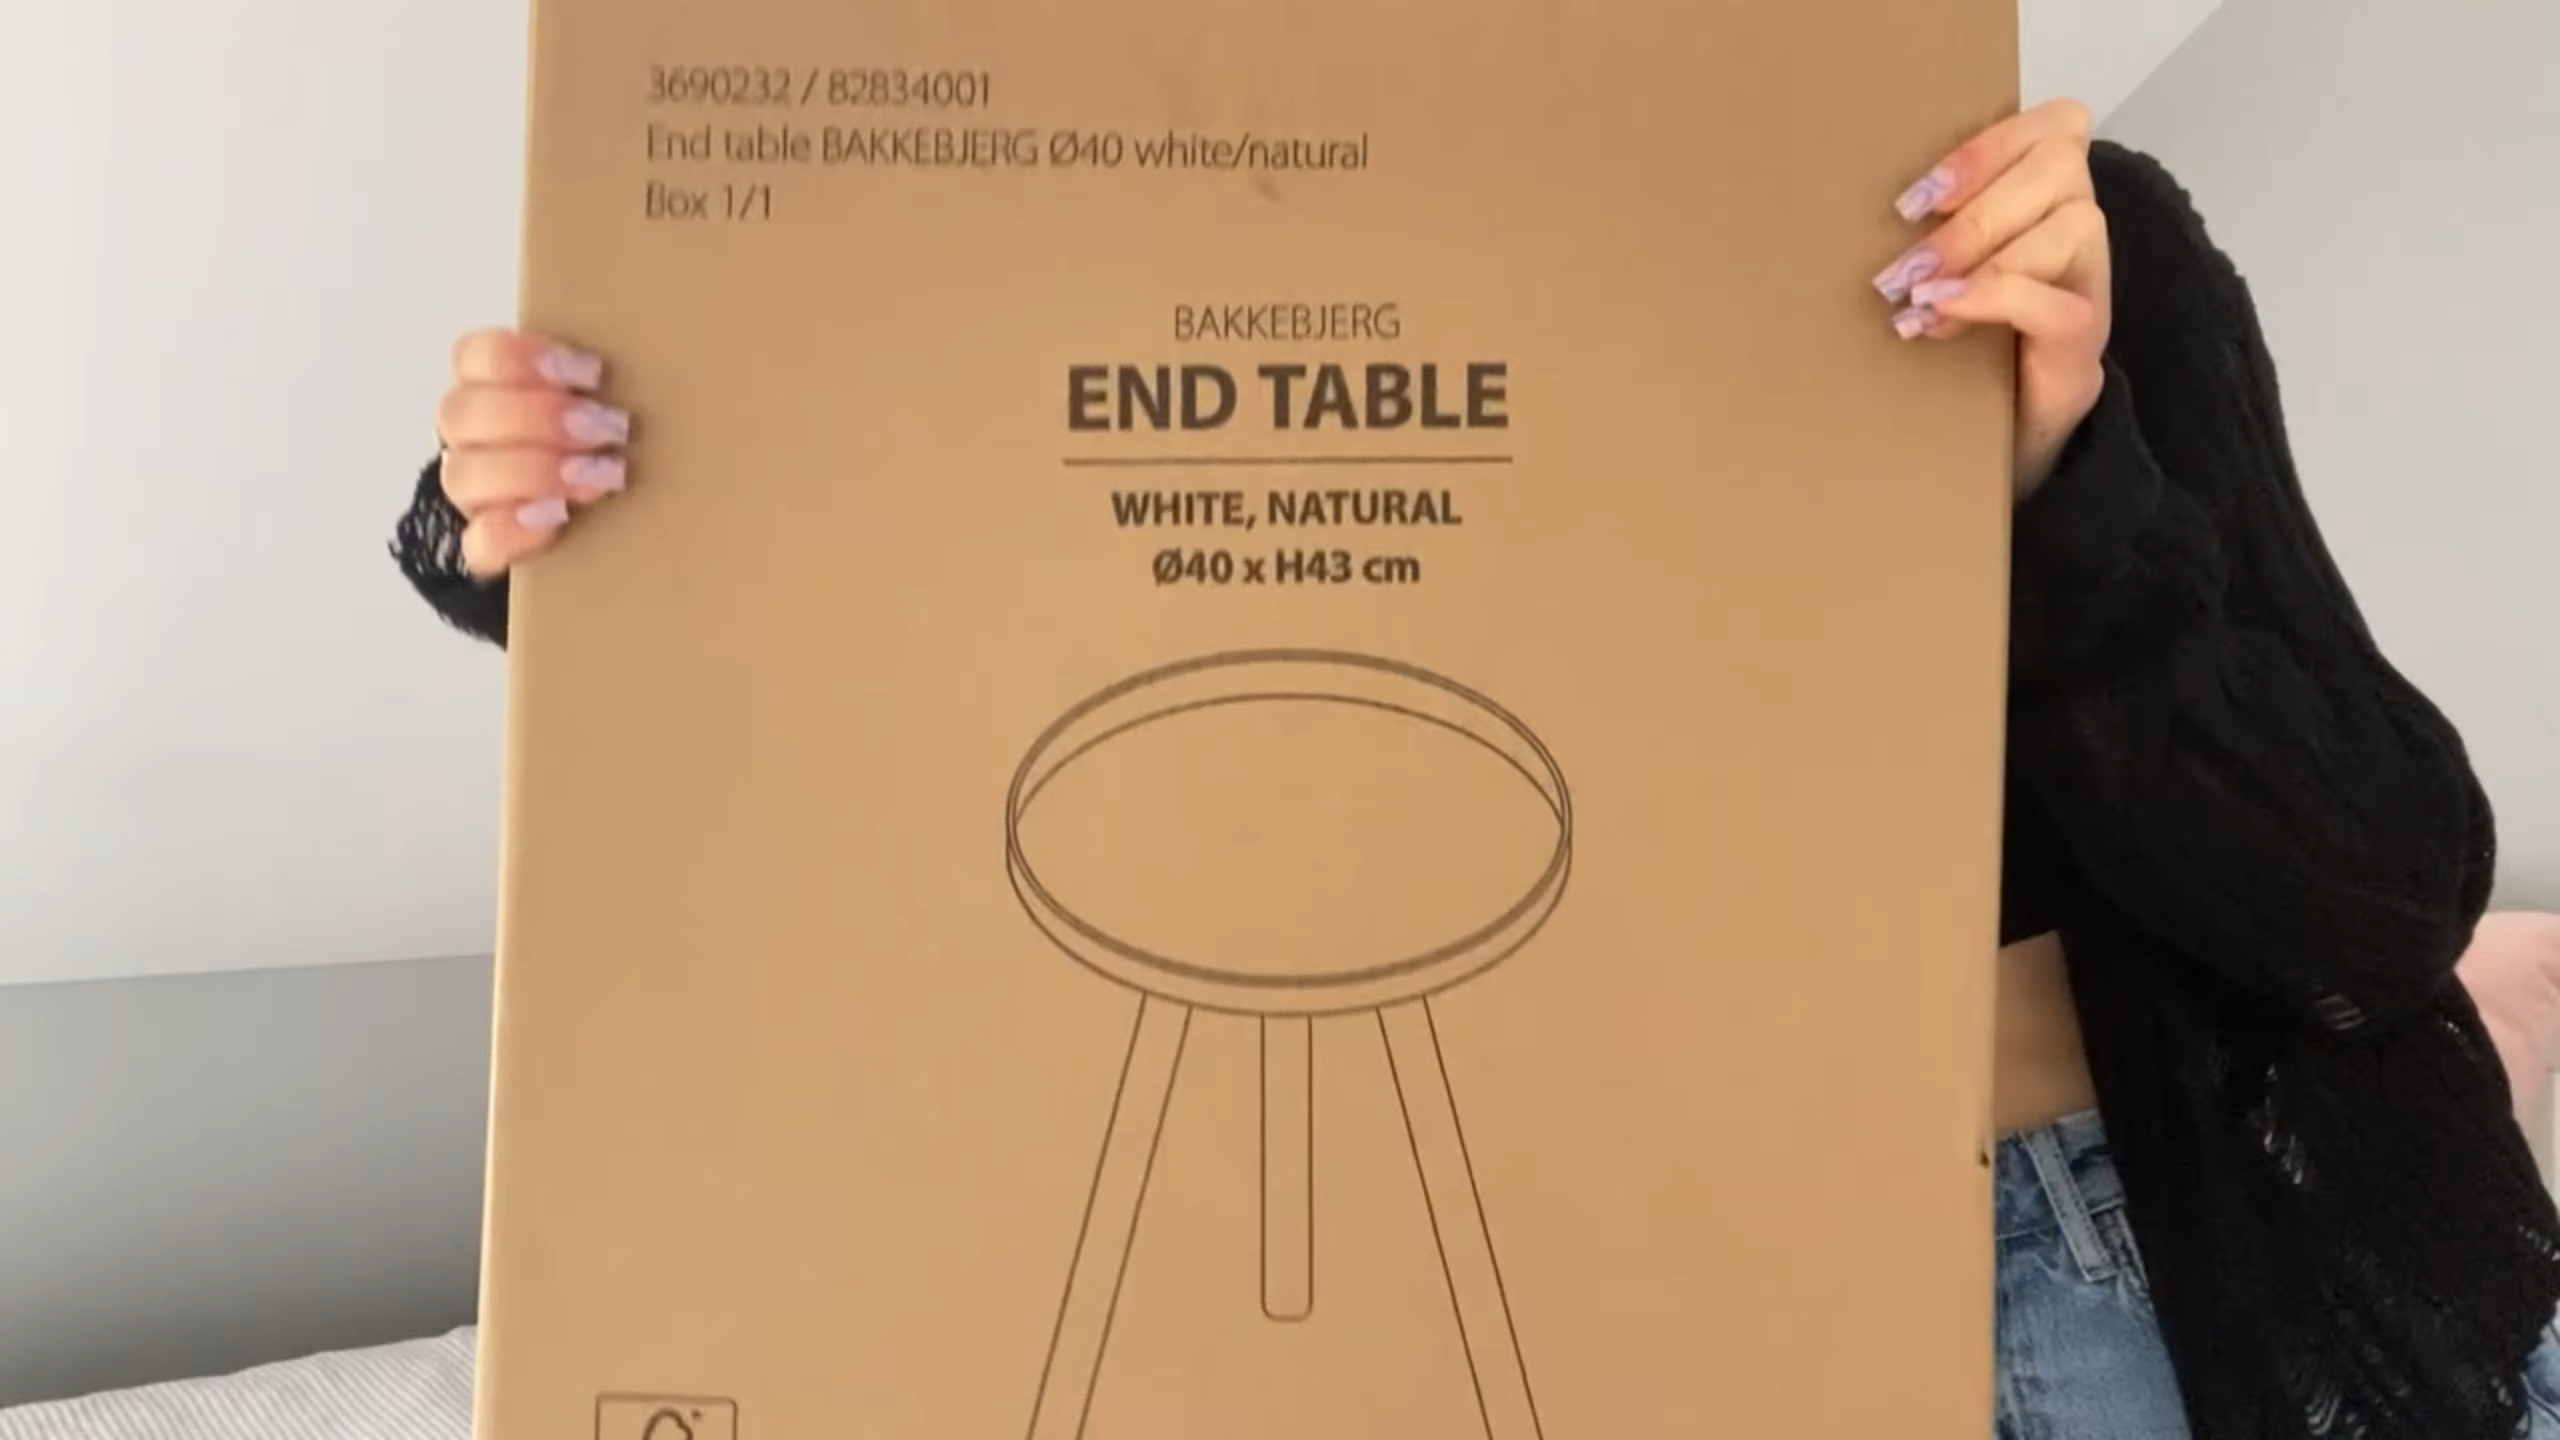 3690232 / 82834001
End table BAKKEBJERG Ø40 white/natural
Box 1/1
BAKKEBJERG
END TABLE
WHITE, NATURAL
Ø40 x H43 cm